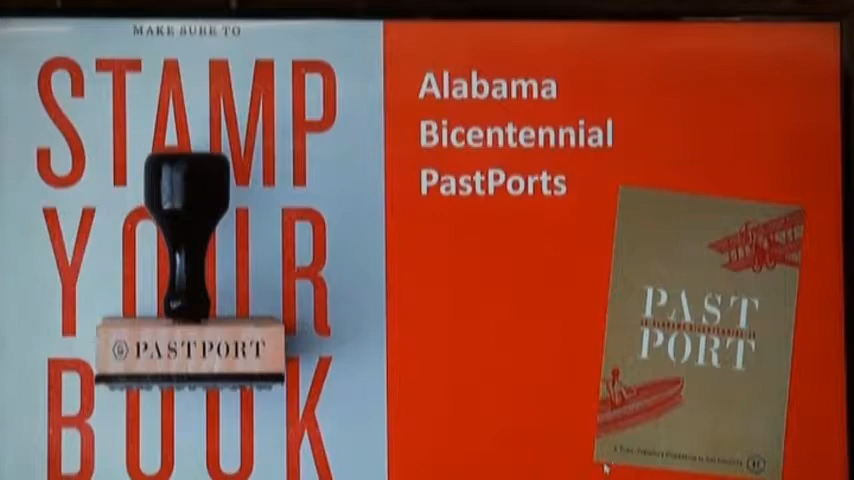 MAKE SURE TO
STAMP
YOUR
BOOK
PASTPORT
Alabama
Bicentennial
PastPorts
PAST
PORT